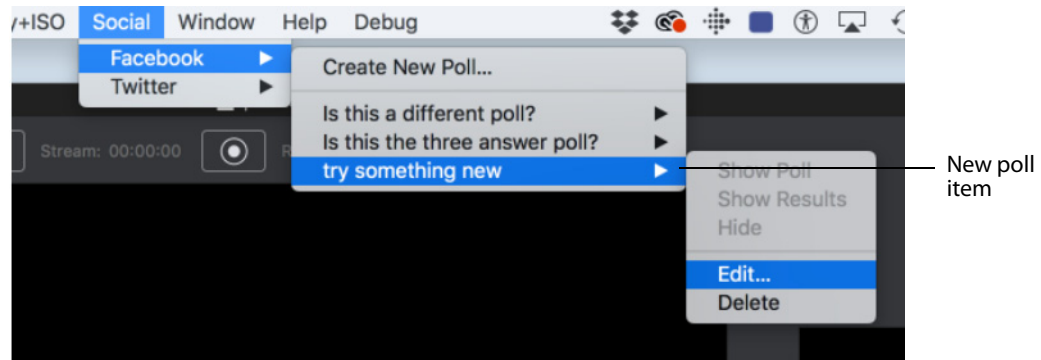 y+ISO Social Window Help Debug
Facebook
Twitter
Create New Poll...
Is this a different poll?
Is this the three answer poll?
try something new
Stream: 00:00:00
R
Show Poll
Show Results
Hide
Edit...
Delete
New poll
item